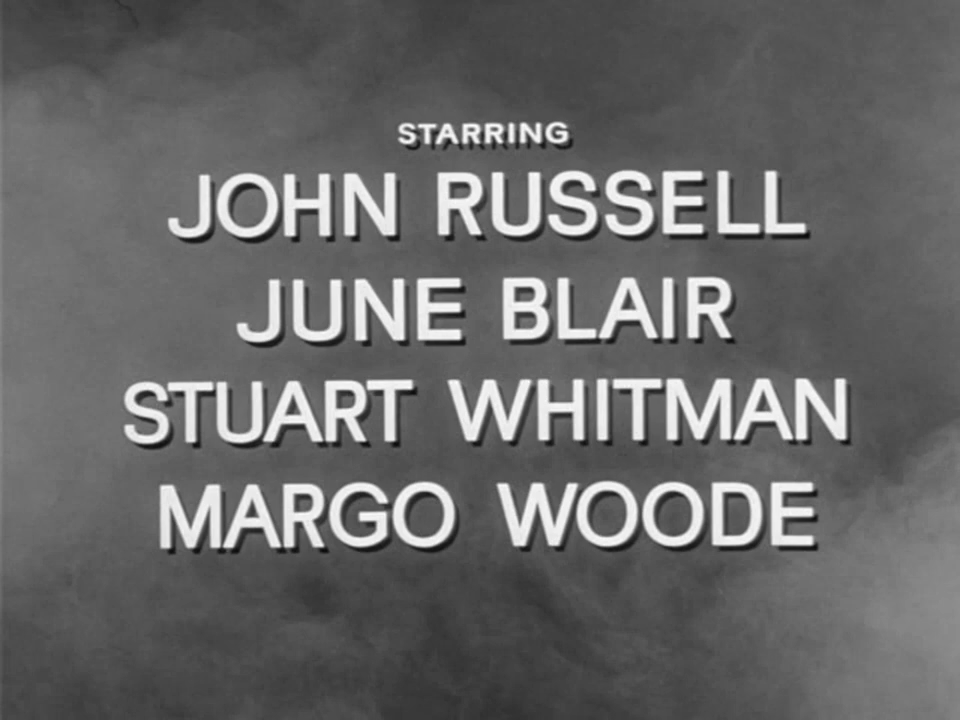 STARRING
JOHN RUSSELL
JUNE BLAIR
STUART WHITMAN
MARGO WOODE